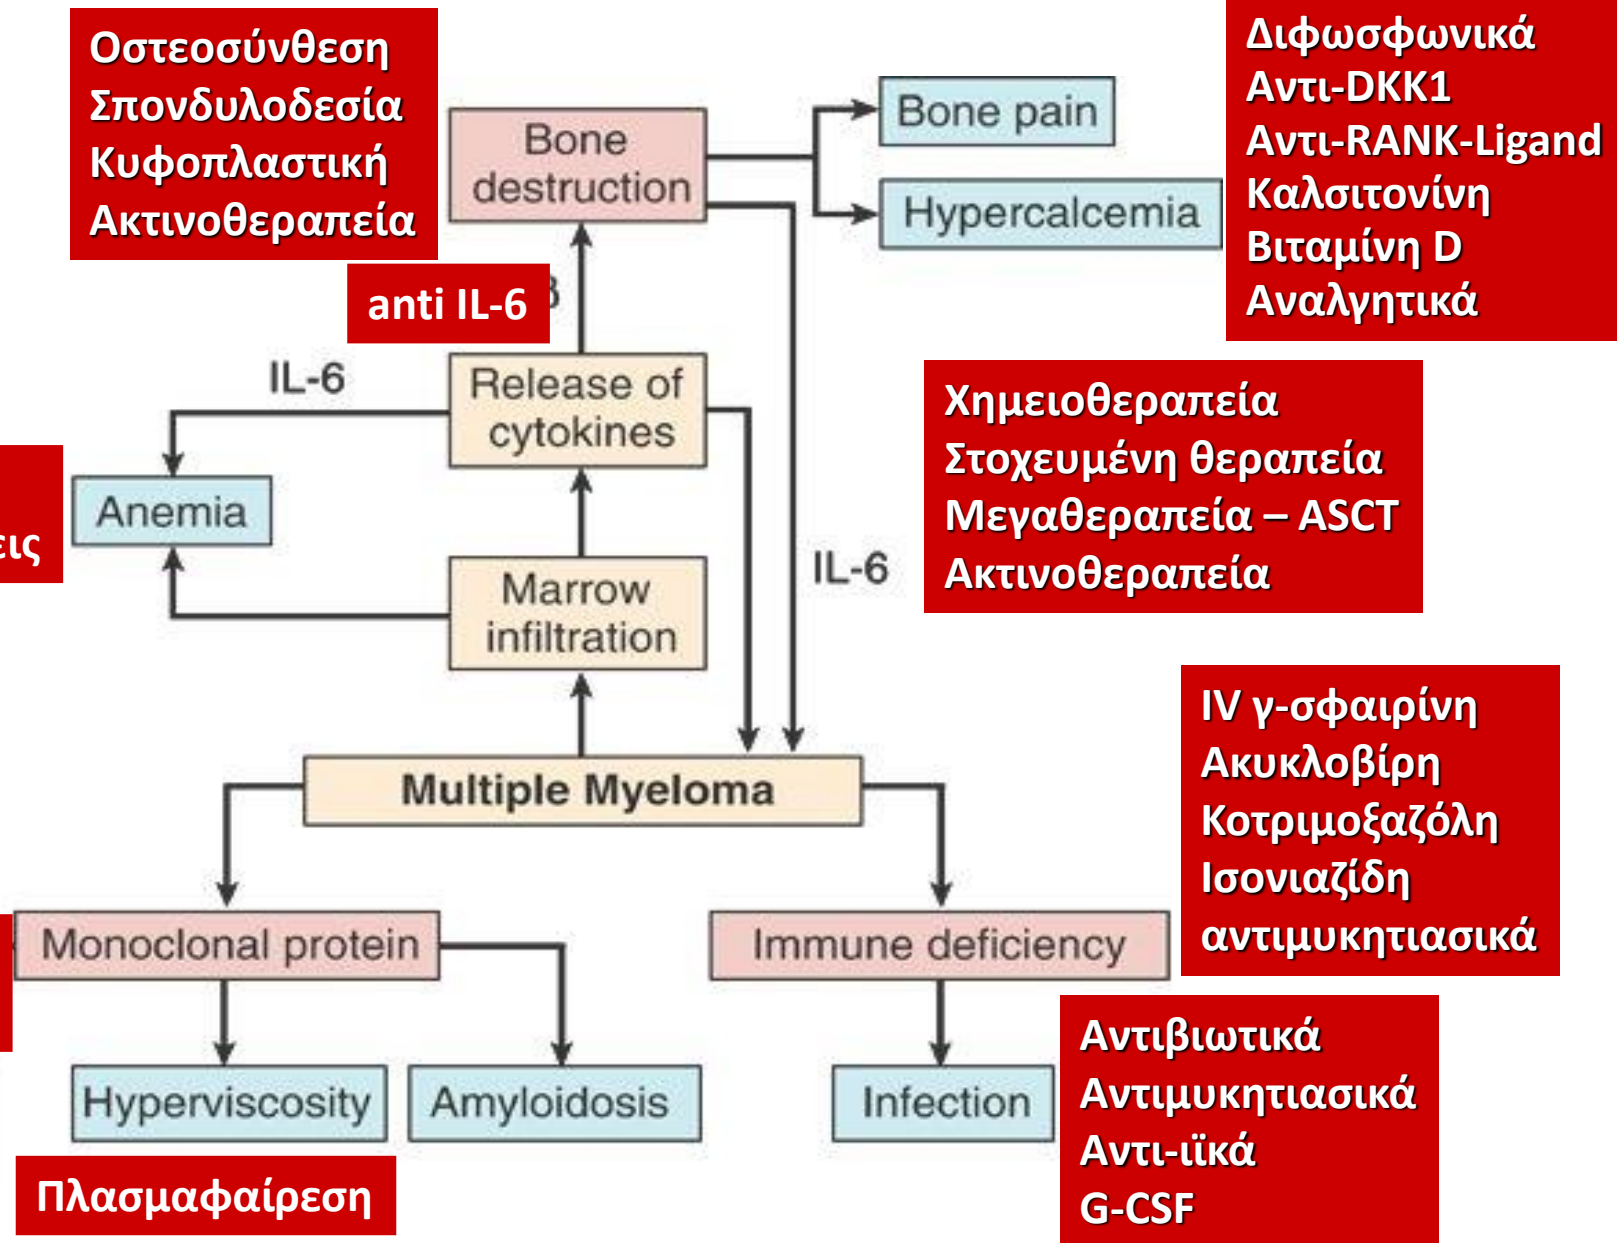 Οστεοσύνθεση
Σπονδυλοδεσία
Κυφοπλαστική
Ακτινοθεραπεία
Bone
destruction
Bone pain
Hypercalcemia
Διφωσφωνικά
Αντι-DKK1
Αντι-RANK-Ligand
Καλσιτονίνη
Βιταμίνη D
Αναλγητικά
anti IL-6
IL-6
Release of
cytokines
Χημειοθεραπεία
Στοχευμένη θεραπεία
Μεγαθεραπεία – ASCT
Ακτινοθεραπεία
Anemia
Marrow
infiltration
IL-6
Multiple Myeloma
IV γ-σφαιρίνη
Ακυκλοβίρη
Κοτριμοξαζόλη
Ισονιαζίδη
αντιμυκητιασικά
Monoclonal protein
Immune deficiency
Hyperviscosity
Amyloidosis
Infection
Αντιβιωτικά
Αντιμυκητιασικά
Αντι-ϊϊκά
G-CSF
Πλασμαφαίρεση